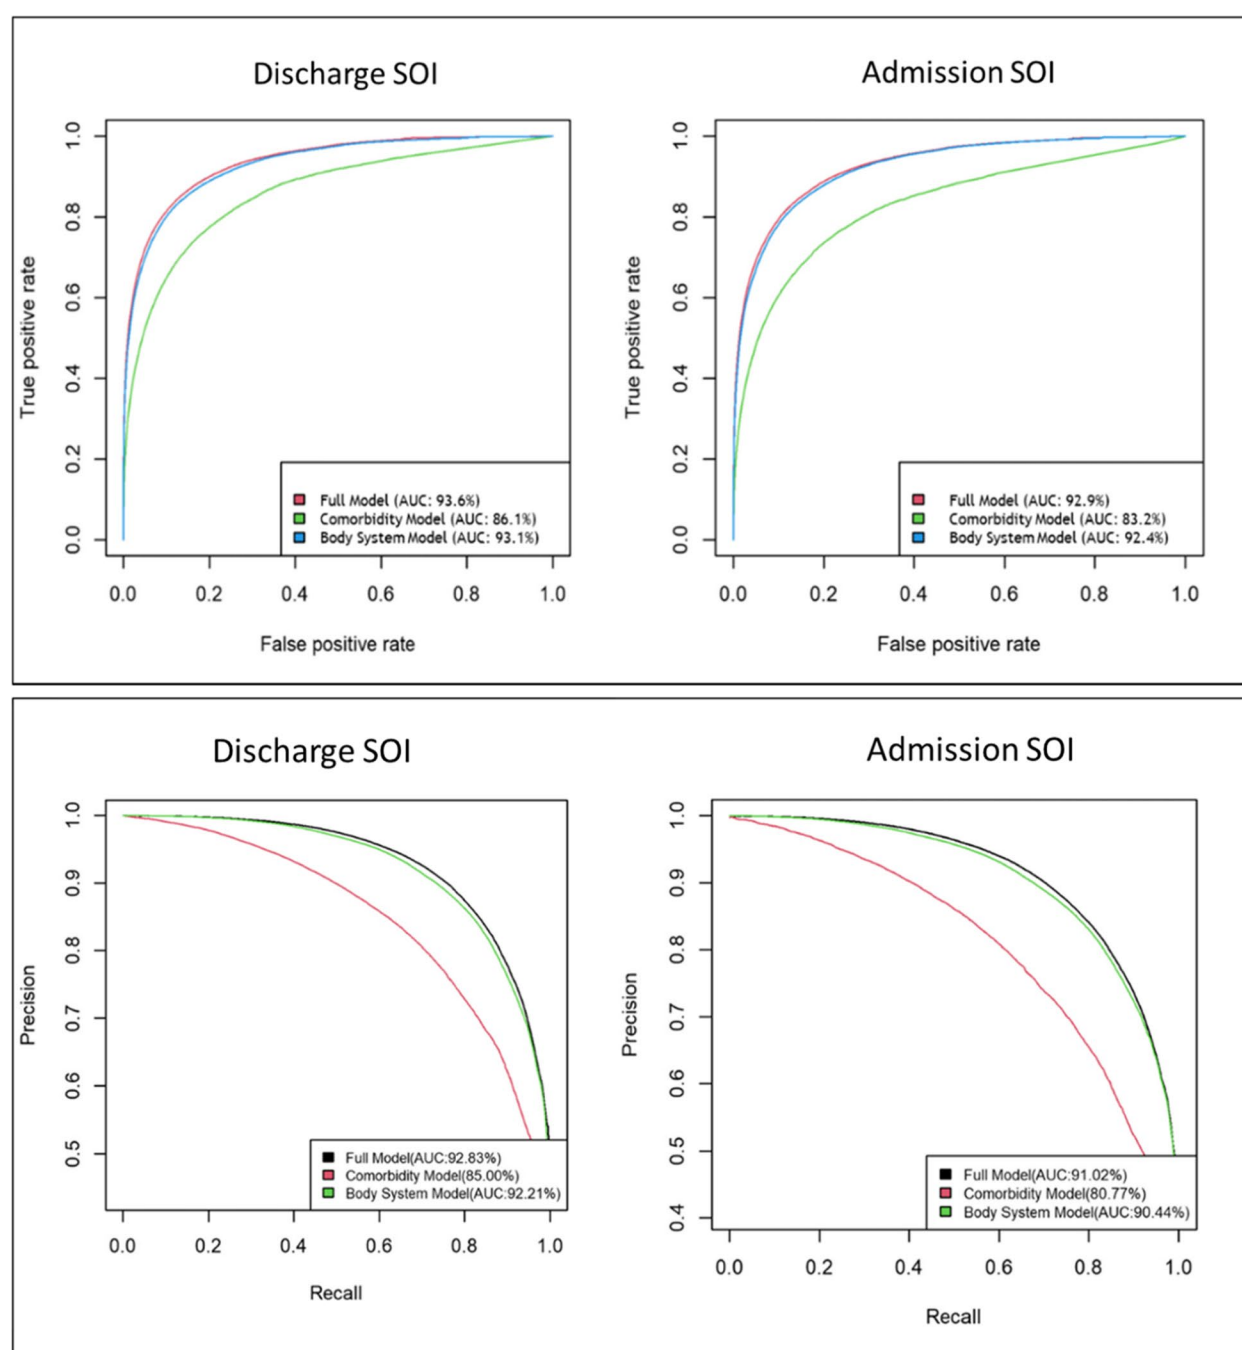 Discharge SOI
True positive rate
1.0
0.8
0.6
0.4
0.2
0.0
Full Model (AUC: 93.6%)
Comorbidity Model (AUC: 86.1%)
Body System Model (AUC: 93.1%)
0.0 0.2 0.4 0.6 0.8 1.0
False positive rate
Admission SOI
True positive rate
1.0
0.8
0.6
0.4
0.2
0.0
Full Model (AUC: 92.9%)
Comorbidity Model (AUC: 83.2%)
Body System Model (AUC: 92.4%)
0.0 0.2 0.4 0.6 0.8 1.0
False positive rate
Discharge SOI
Precision
1.0
0.9
0.8
0.7
0.6
0.5
Full Model(AUC:92.83%)
Comorbidity Model(85.00%)
Body System Model(AUC:92.21%)
0.0 0.2 0.4 0.6 0.8 1.0
Recall
Admission SOI
Precision
1.0
0.9
0.8
0.7
0.6
0.5
0.4
Full Model(AUC:91.02%)
Comorbidity Model(80.77%)
Body System Model(AUC:90.44%)
0.0 0.2 0.4 0.6 0.8 1.0
Recall